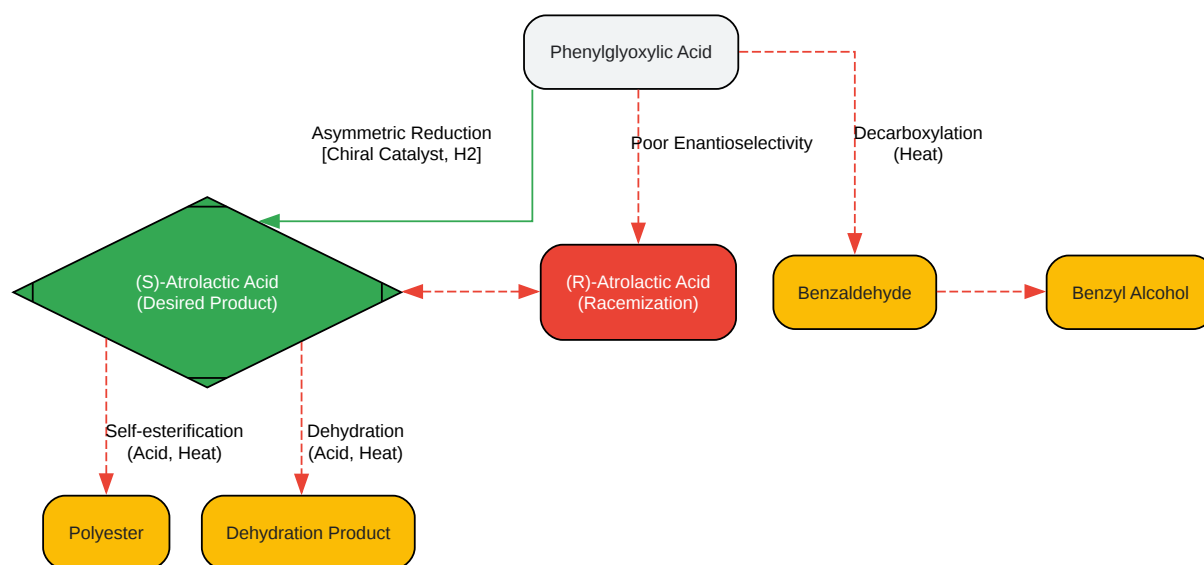 Phenylglyoxylic Acid
Asymmetric Reduction
[Chiral Catalyst, H2]
Poor Enantioselectivity
Decarboxylation
(Heat)
(S)-Atrolactic Acid
(Desired Product)
(R)-Atrolactic Acid
(Racemization)
Benzaldehyde
Benzyl Alcohol
Self-esterification
(Acid, Heat)
Dehydration
(Acid, Heat)
Polyester
Dehydration Product